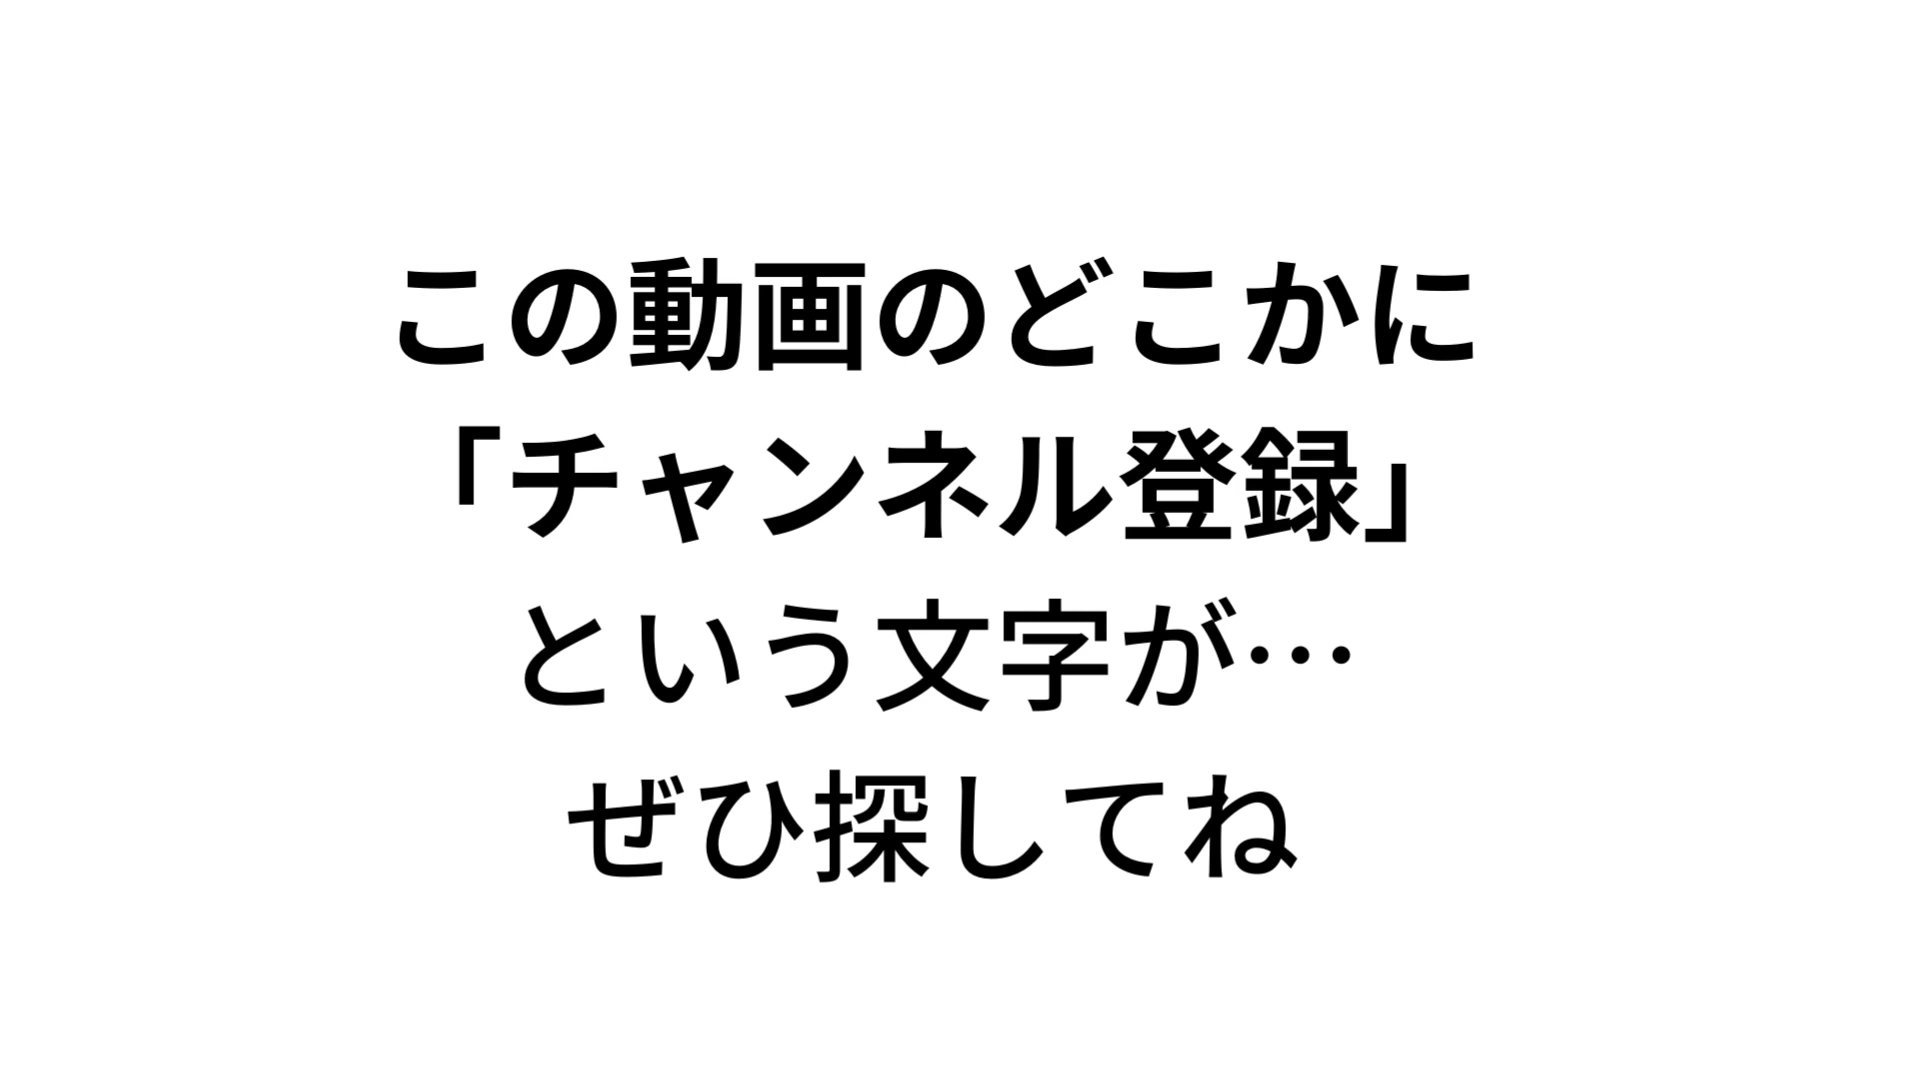 この動画のどこかに
「チャンネル登録」
という文字が…
ぜひ探してね